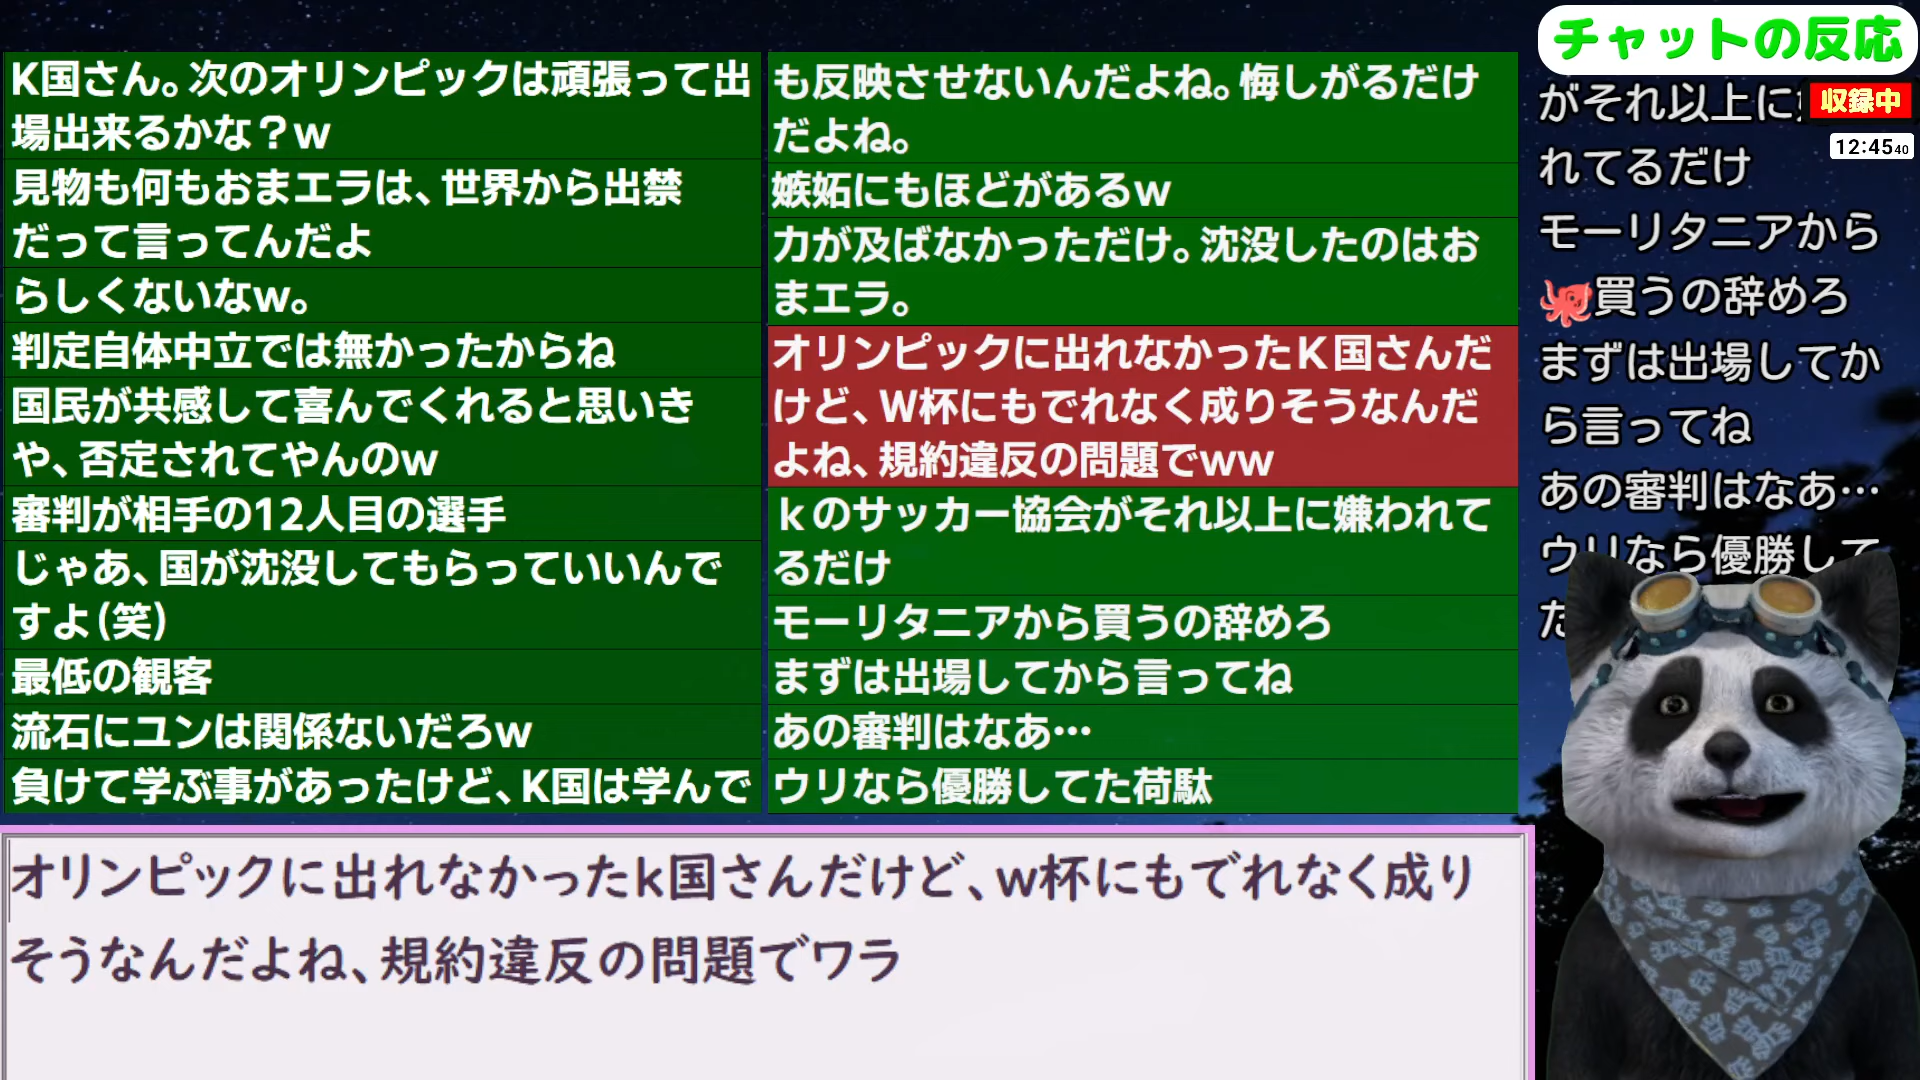 K国さん。次のオリンピックは頑張って出
場出来るかな？w
見物も何もおまエラは、世界から出禁
だって言ってんだよ
らしくないなw。
判定自体中立では無かったからね
国民が共感して喜んでくれると思いき
や、否定されてやんのw
審判が相手の12人目の選手
じゃあ、国が沈没してもらっていいんで
すよ(笑)
最低の観客
流石にユンは関係ないだろw
負けて学ぶ事があったけど、K国は学んで
も反映させないんだよね。悔しがるだけ
だよね。
嫉妬にもほどがあるw
力が及ばなかっただけ。沈没したのはお
まエラ。
オリンピックに出れなかったK国さんだ
けど、W杯にもでれなく成りそうなんだ
よね、規約違反の問題でww
ｋのサッカー協会がそれ以上に嫌われて
るだけ
モーリタニアから買うの辞めろ
まずは出場してから言ってね
あの審判はなあ…
ウリなら優勝してた荷駄
チャットの反応
がそれ以上に
収録中
12:45 40
れてるだけ
モーリタニアから
🐙買うの辞めろ
まずは出場してか
ら言ってね
あの審判はなあ…
ウリなら優勝して
た
オリンピックに出れなかったk国さんだけど、w杯にもでれなく成り
そうなんだよね、規約違反の問題でワラ